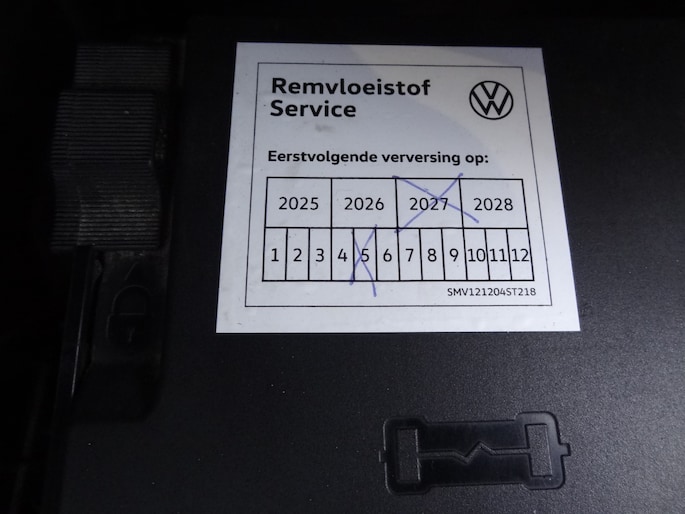 Remvloeistof
Service
Eerstvolgende verversing op:
2025 2026 2027 2028
1 2 3 4 5 6 7 8 9 10 11 12
SMV121204ST218